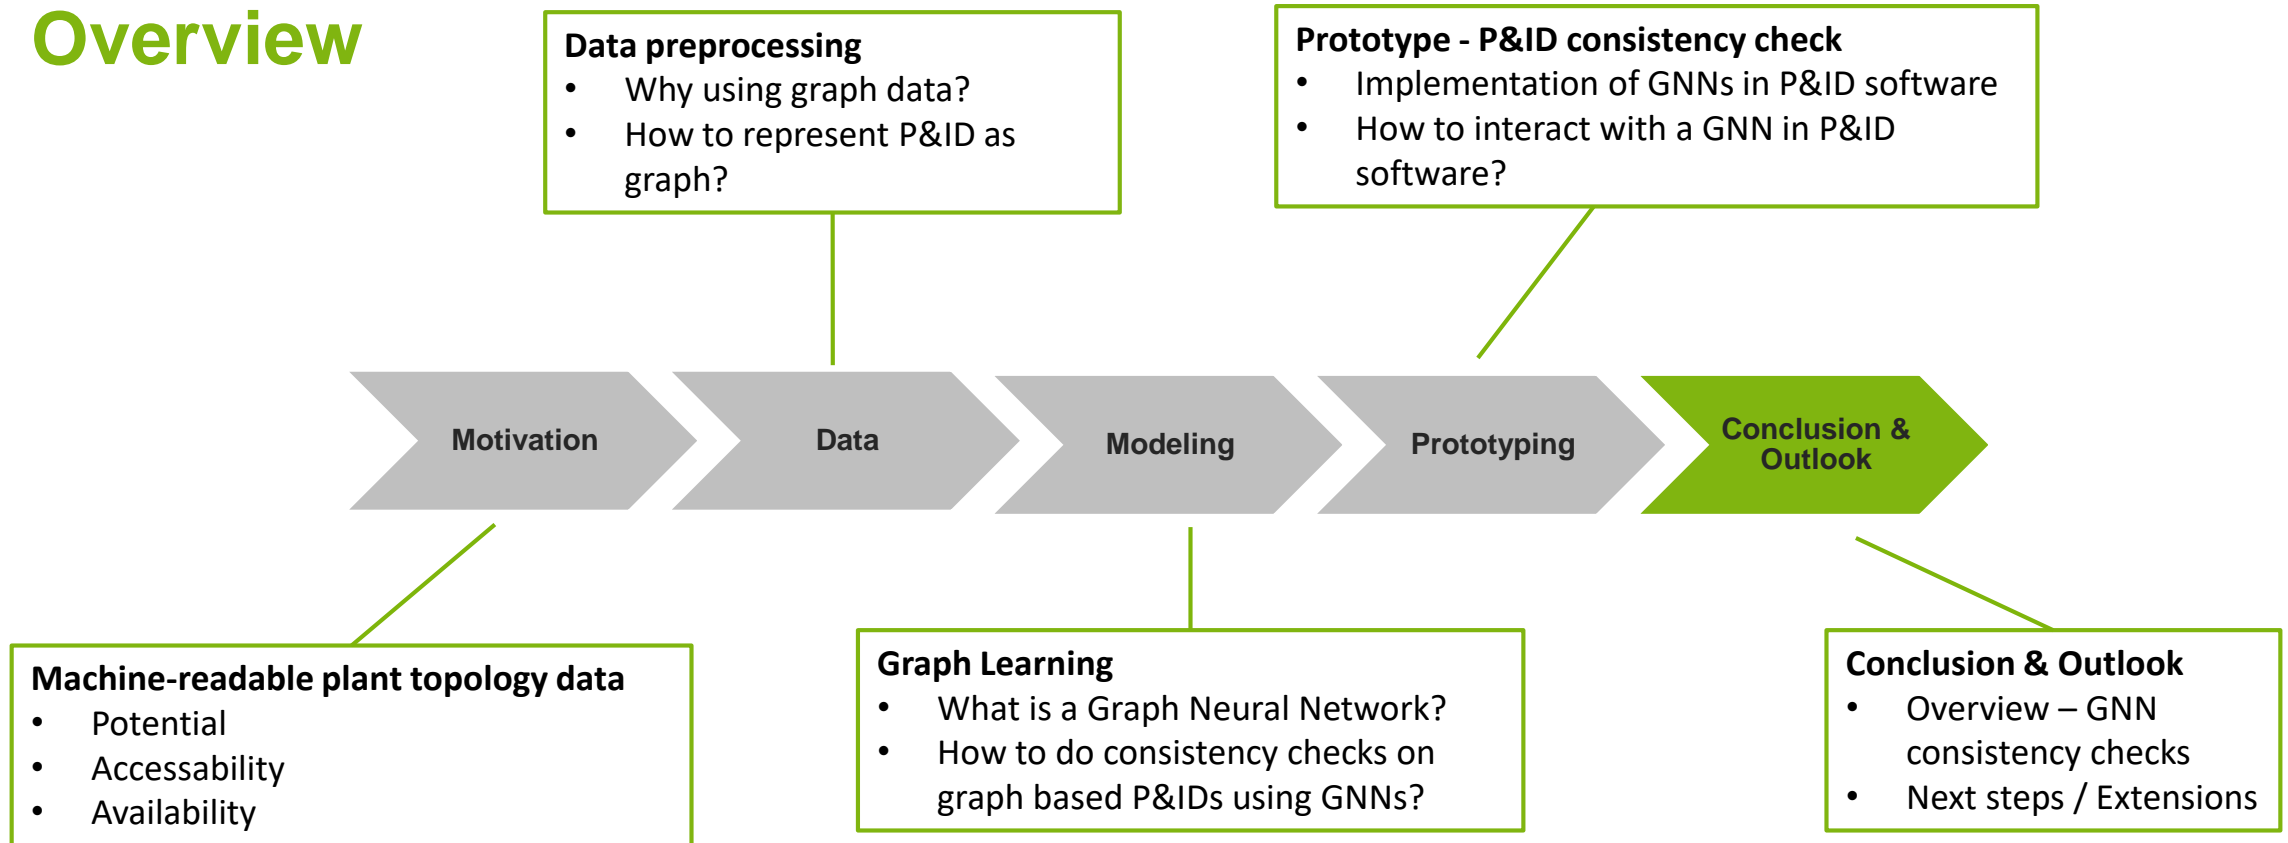 Overview
Data preprocessing
• Why using graph data?
• How to represent P&ID as
graph?
Prototype - P&ID consistency check
• Implementation of GNNs in P&ID software
• How to interact with a GNN in P&ID
software?
Motivation
Data
Modeling
Prototyping
Conclusion &
Outlook
Machine-readable plant topology data
• Potential
• Accessability
• Availability
Graph Learning
• What is a Graph Neural Network?
• How to do consistency checks on
graph based P&IDs using GNNs?
Conclusion & Outlook
• Overview – GNN
consistency checks
• Next steps / Extensions